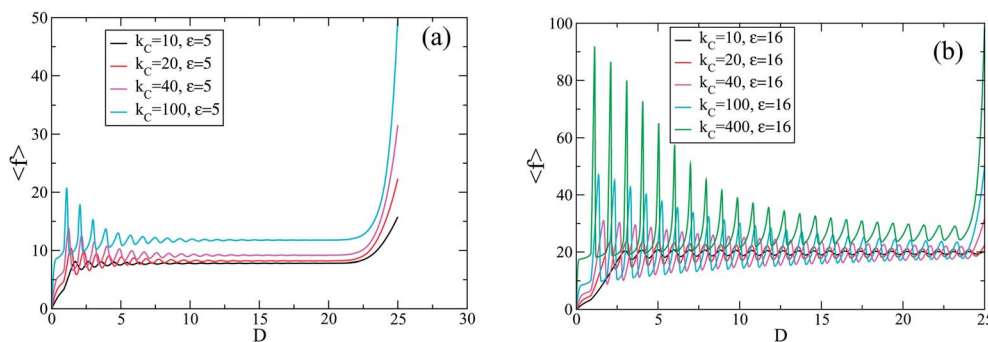 50
(a)
k_C=10, ε=5
k_C=20, ε=5
k_C=40, ε=5
k_C=100, ε=5
40
30
<f>
20
10
0
0 5 10 15 20 25 30
D
100
(b)
k_C=10, ε=16
k_C=20, ε=16
k_C=40, ε=16
k_C=100, ε=16
k_C=400, ε=16
80
60
<f>
40
20
0
0 5 10 15 20 25
D